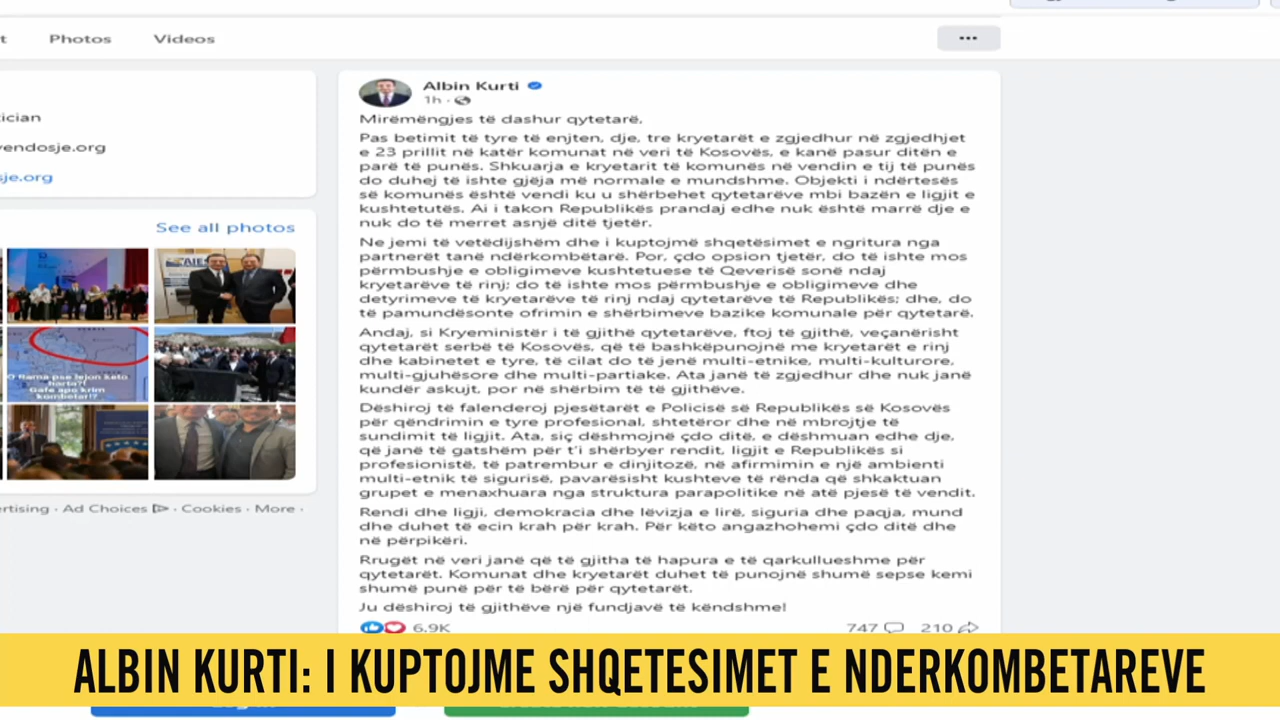 Photos
Videos
...
Albin Kurti
1h ·
Mirëmëngjes të dashur qytetarë,
Pas betimit të tyre të enjten, dje, tre kryetarët e zgjedhur në zgjedhjet
e 23 prillit në katër komunat në veri të Kosovës, e kanë pasur ditën e
parë të punës. Shkuarja e kryetarit të komunës në vendin e tij të punës
do duhej të ishte gjëja më normale e mundshme. Objekti i ndërtesës
së komunës është vendi ku u shërbehet qytetarëve mbi bazën e ligjit e
kushtetutës. Ai i takon Republikës prandaj edhe nuk është marrë dje e
nuk do të merret asnjë ditë tjetër.
Ne jemi të vetëdijshëm dhe i kuptojmë shqetësimet e ngritura nga
partnerët tanë ndërkombëtarë. Por, çdo opsion tjetër, do të ishte mos
përmbushje e obligimeve kushtetuese të Qeverisë sonë ndaj
kryetarëve të rinj; do të ishte mos përmbushje e obligimeve dhe
detyrimeve të kryetarëve të rinj ndaj qytetarëve të Republikës; dhe, do
të pamundësonte ofrimin e shërbimeve bazike komunale për qytetarë.
Andaj, si Kryeministër i të gjithë qytetarëve, ftoj të gjithë, veçanërisht
qytetarët serbë të Kosovës, që të bashkëpunojnë me kryetarët e rinj
dhe kabinetet e tyre, të cilat do të jenë multi-etnike, multi-kulturore,
multi-gjuhësore dhe multi-partiake. Ata janë të zgjedhur dhe nuk janë
kundër askujt, por në shërbim të të gjithëve.
Dëshiroj të falenderoj pjesëtarët e Policisë së Republikës së Kosovës
për qëndrimin e tyre profesional, shtetëror dhe në mbrojtje të
sundimit të ligjit. Ata, siç dëshmojnë çdo ditë, e dëshmuan edhe dje,
që janë të gatshëm për t'i shërbyer rendit, ligjit e Republikës si
profesionistë, të patrembur e dinjitozë, në afirmimin e një ambienti
multi-etnik të sigurisë, pavarësisht kushteve të rënda që shkaktuan
grupet e menaxhuara nga struktura parapolitike në atë pjesë të vendit.
Rendi dhe ligji, demokracia dhe lëvizja e lirë, siguria dhe paqja, mund
dhe duhet të ecin krah për krah. Për këto angazhohemi çdo ditë dhe
në përpikëri.
Rrugët në veri janë që të gjitha të hapura e të qarkullueshme për
qytetarët. Komunat dhe kryetarët duhet të punojnë shumë sepse kemi
shumë punë për të bërë për qytetarët.
Ju dëshiroj të gjithëve një fundjavë të këndshme!
6.9K 747 210
ician
vendosje.org
je.org
See all photos
ertising · Ad Choices · Cookies · More ·
ALBIN KURTI: I KUPTOJME SHQETESIMET E NDERKOMBETAREVE